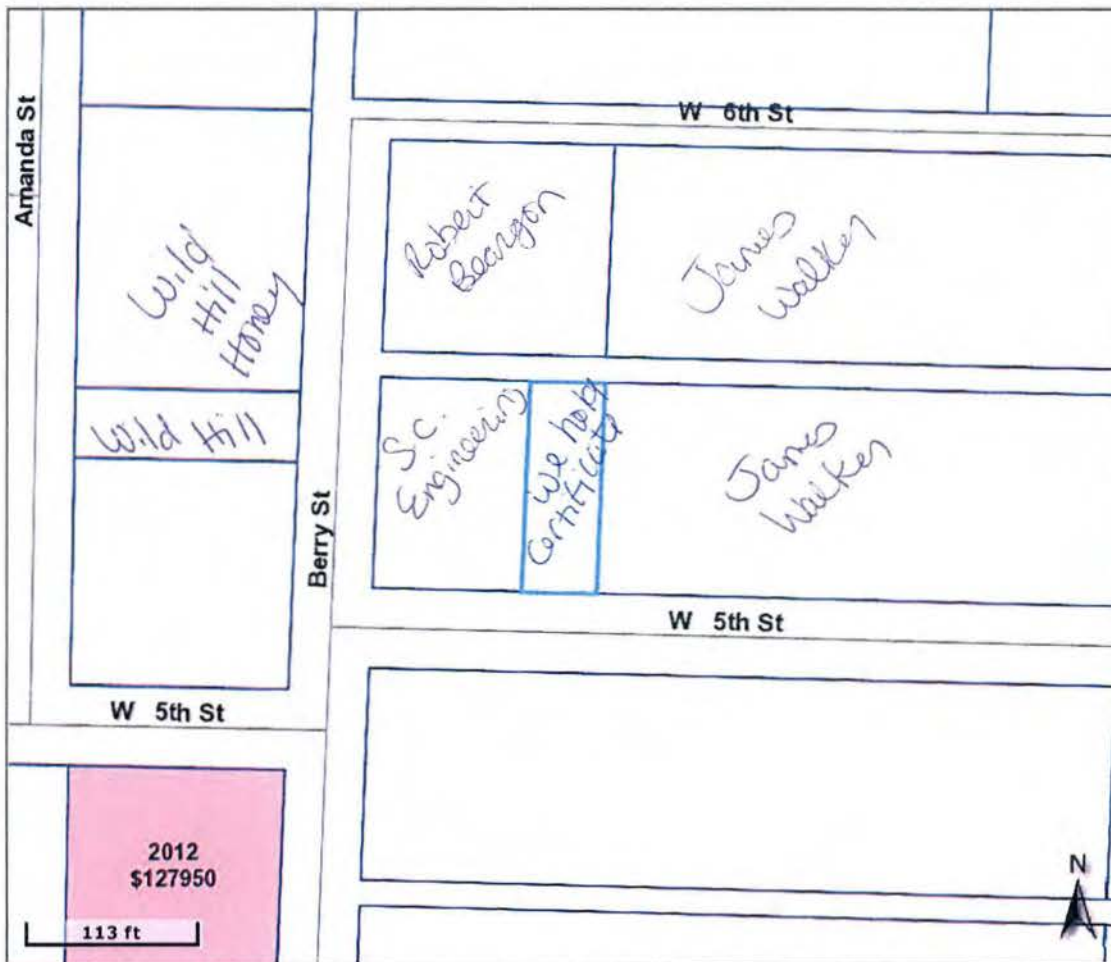 Amanda St
W 6th St
Wild
Hill
Honey
Robert
Beargon
James
Walker
Wild Hill
S.C.
Engineering
We hold
Certificate
James
Walker
Berry St
W 5th St
W 5th St
2012
$127950
113 ft
N